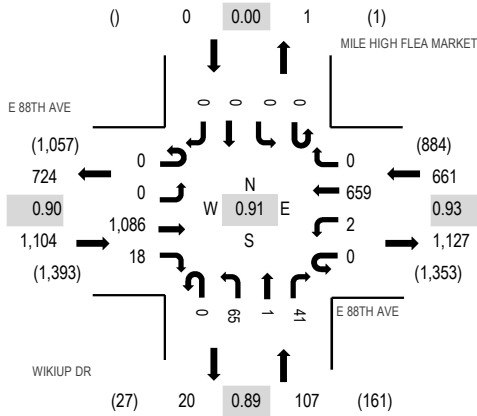 () 0 0.00 1 (1)
MILE HIGH FLEA MARKET
0 0 0 0
E 88TH AVE
(1,057) (884)
724 0 0 661
0 N 659
0.90 W 0.91 E 0.93
1,086 S 2
1,104 18 0 1,127
(1,393) (1,353)
0 65 1 41
E 88TH AVE
WIKIUP DR
(27) 20 0.89 107 (161)